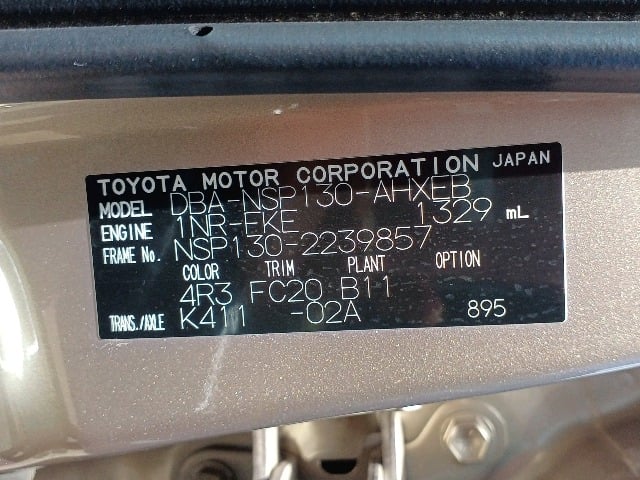 TOYOTA MOTOR CORPORATION JAPAN
MODEL DBA-NSP130-AHXEB
ENGINE 1NR-EKE 1329 mL
FRAME No. NSP130-2239857
COLOR TRIM PLANT OPTION
4R3 FC20 B11
TRANS./AXLE K411 -02A 895